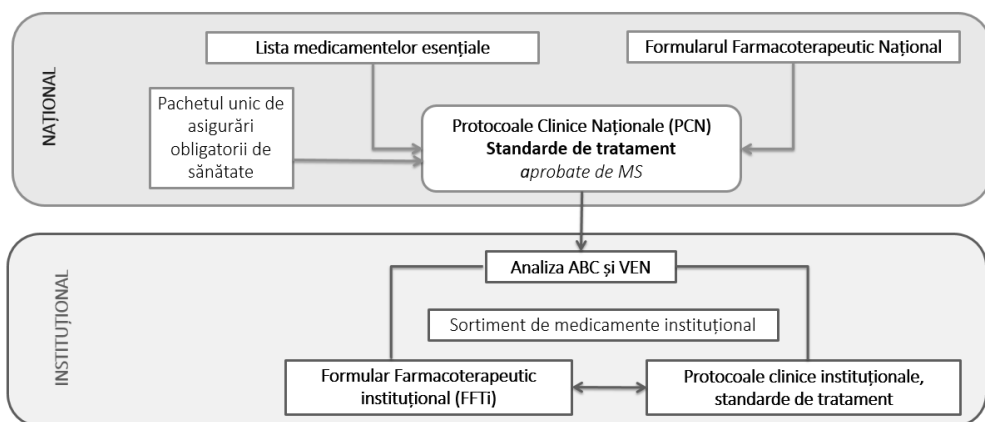 NAȚIONAL
Lista medicamentelor esențiale
Formularul Farmacoterapeutic Național
Pachetul unic de
asigurări
obligatorii de
sănătate
Protocoale Clinice Naționale (PCN)
Standarde de tratament
aprobate de MS
INSTITUȚIONAL
Analiza ABC și VEN
Sortiment de medicamente instituțional
Formular Farmacoterapeutic
instituțional (FFTi)
Protocoale clinice instituționale,
standarde de tratament